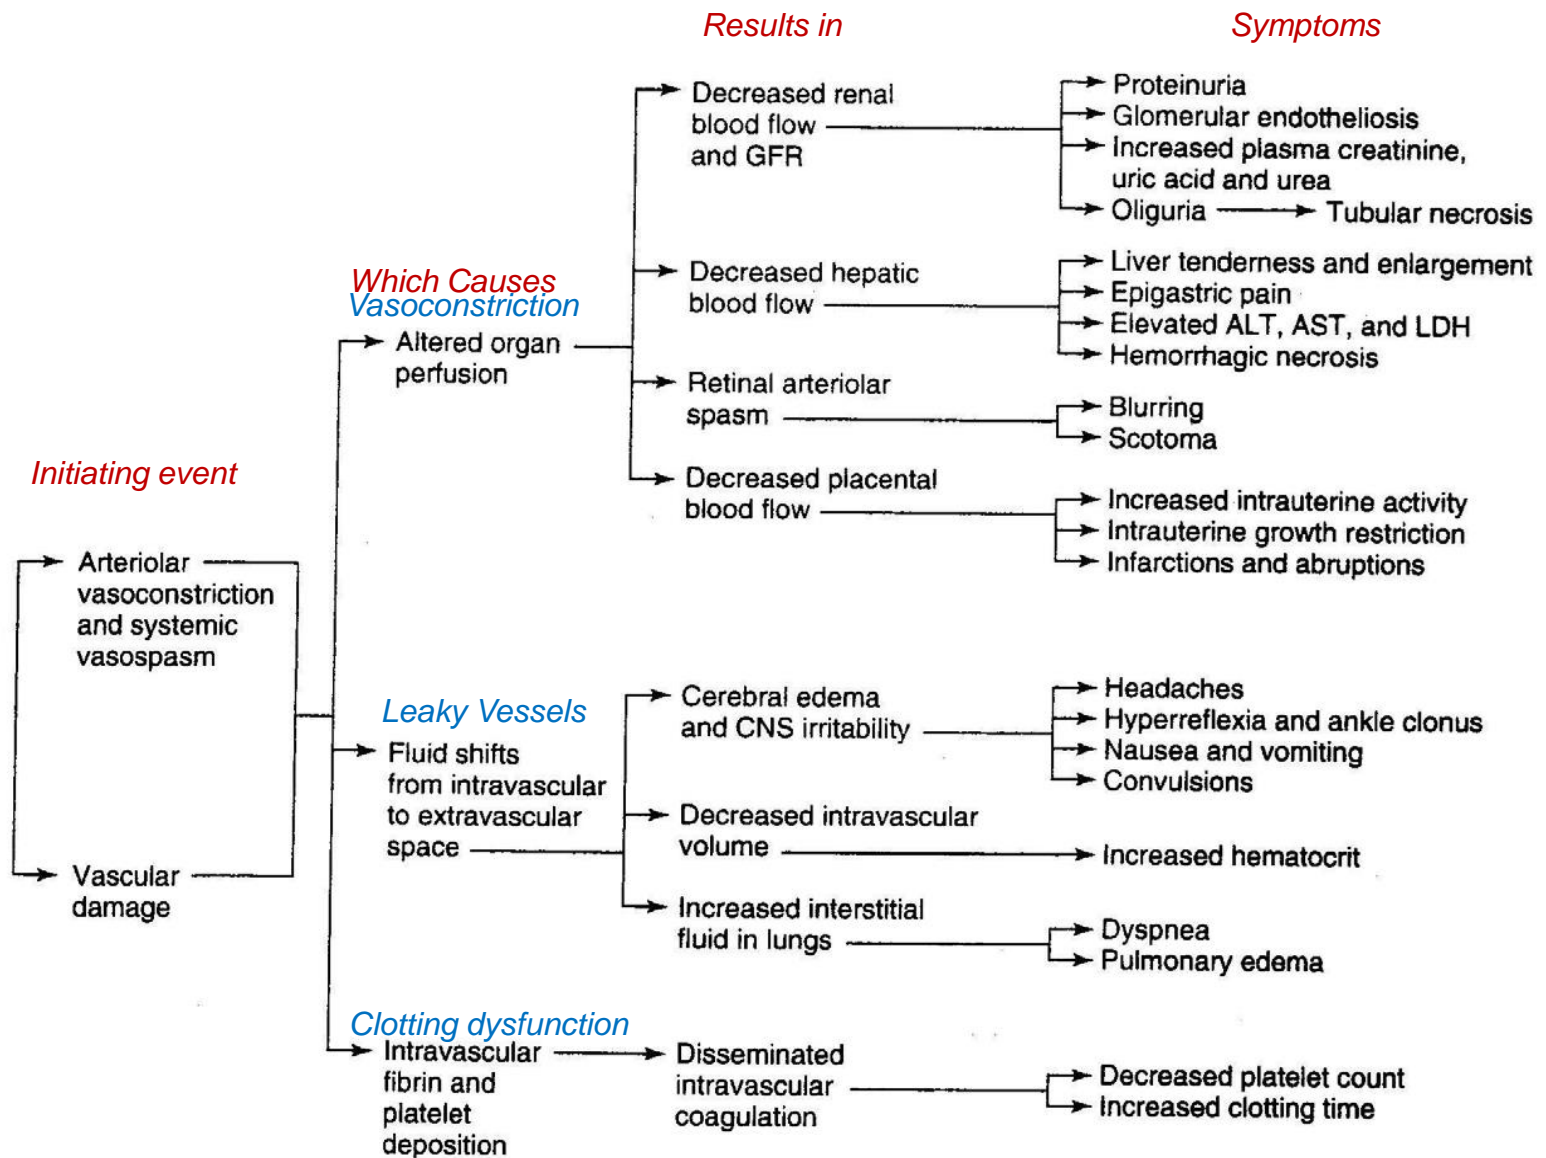 Results in
Symptoms
Initiating event
Arteriolar
vasoconstriction
and systemic
vasospasm
Vascular
damage
Which Causes
Vasoconstriction
Altered organ
perfusion
Decreased renal
blood flow
and GFR
Proteinuria
Glomerular endotheliosis
Increased plasma creatinine,
uric acid and urea
Oliguria
Tubular necrosis
Decreased hepatic
blood flow
Liver tenderness and enlargement
Epigastric pain
Elevated ALT, AST, and LDH
Hemorrhagic necrosis
Retinal arteriolar
spasm
Blurring
Scotoma
Decreased placental
blood flow
Increased intrauterine activity
Intrauterine growth restriction
Infarctions and abruptions
Leaky Vessels
Fluid shifts
from intravascular
to extravascular
space
Cerebral edema
and CNS irritability
Headaches
Hyperreflexia and ankle clonus
Nausea and vomiting
Convulsions
Decreased intravascular
volume
Increased hematocrit
Increased interstitial
fluid in lungs
Dyspnea
Pulmonary edema
Clotting dysfunction
Intravascular
fibrin and
platelet
deposition
Disseminated
intravascular
coagulation
Decreased platelet count
Increased clotting time